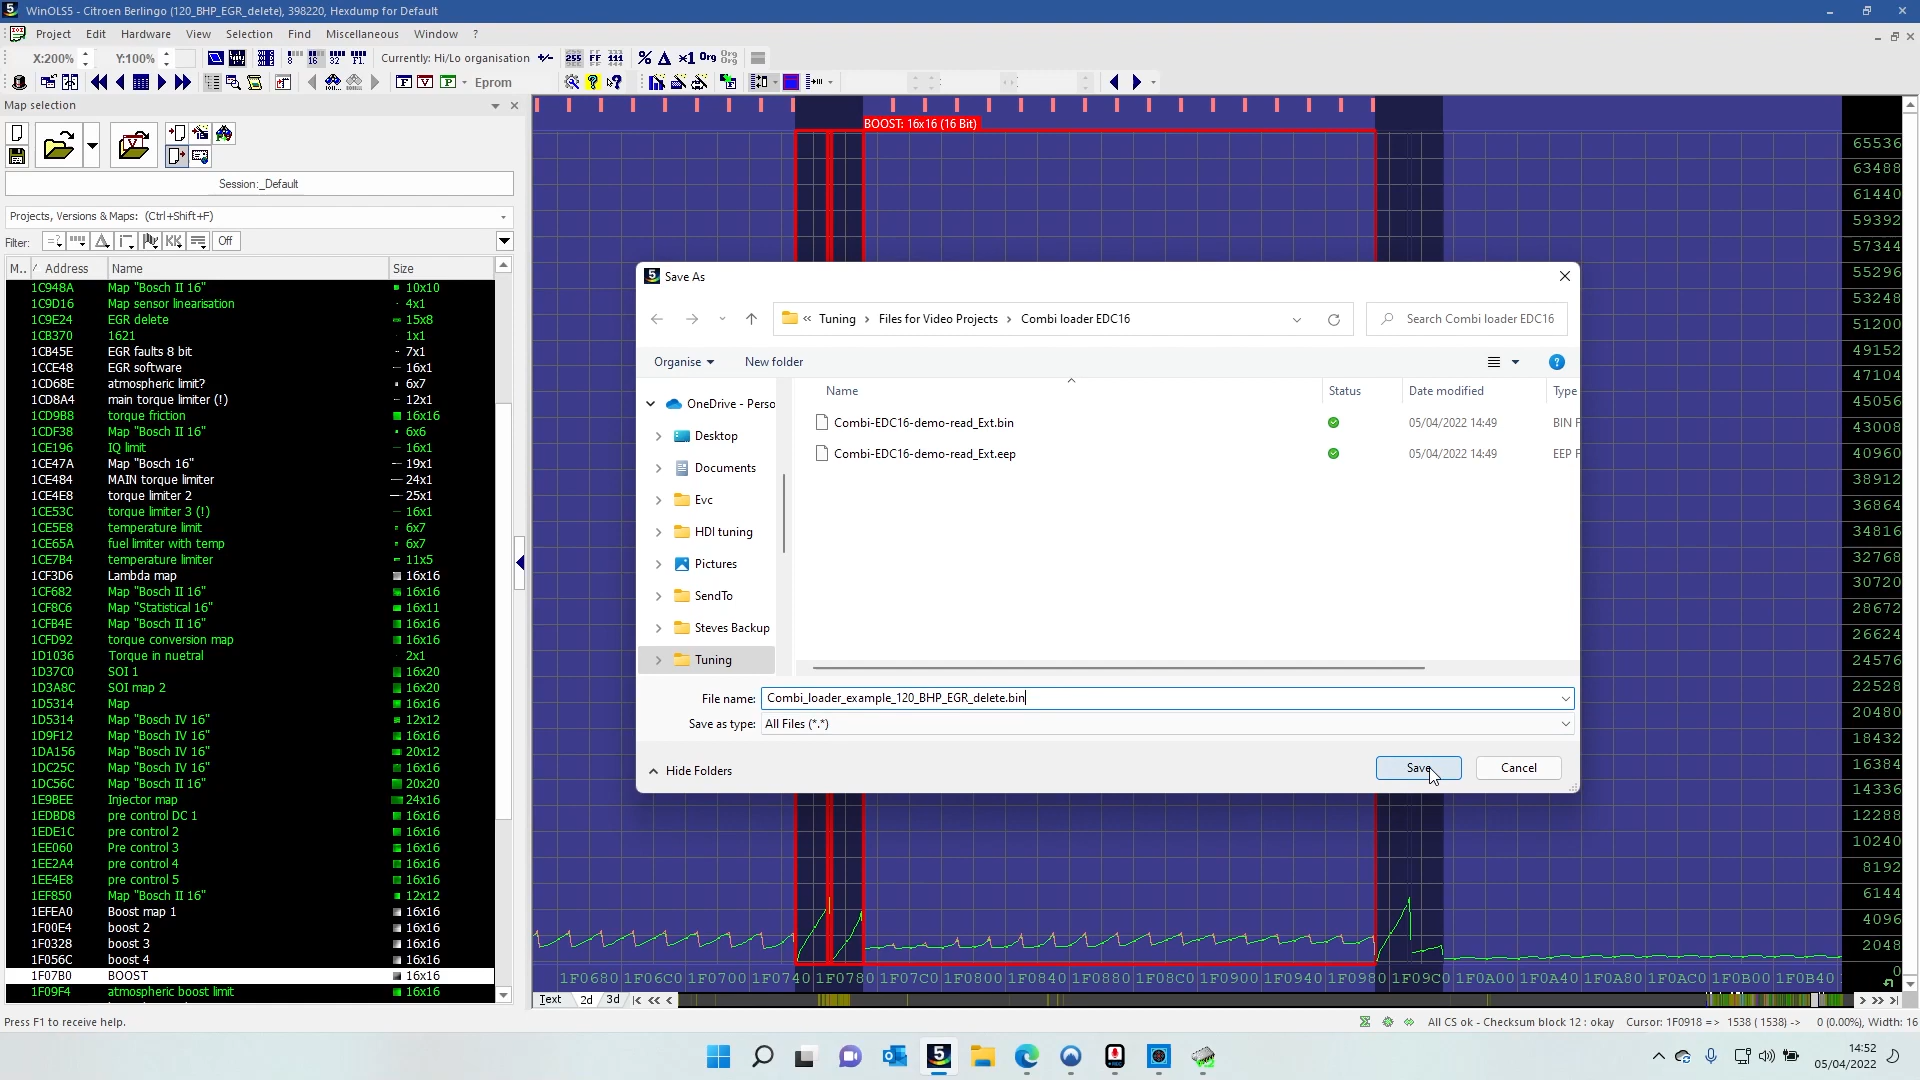 WinOLS5 - Citroen Berlingo (120_BHP_EGR_delete), 398220, Hexdump for Default
Project Edit Hardware View Selection Find Miscellaneous Window ?
X:200% Y:100% 8 16 32 F1. Currently: Hi/Lo organisation +/- 255 FF 111 % Δ ×1 Org Org
F V P Eprom
Map selection
Session:_Default
Projects, Versions & Maps: (Ctrl+Shift+F)
Filter: Off
M.. / Address Name Size
1C948A Map "Bosch II 16" 10x10
1C9D16 Map sensor linearisation 4x1
1C9E24 EGR delete 15x8
1CB370 1621 1x1
1CB45E EGR faults 8 bit 7x1
1CCE48 EGR software 16x1
1CD68E atmospheric limit? 6x7
1CD8A4 main torque limiter (!) 12x1
1CD9B8 torque friction 16x16
1CDF38 Map "Bosch II 16" 6x6
1CE196 IQ limit 16x1
1CE47A Map "Bosch 16" 19x1
1CE484 MAIN torque limiter 24x1
1CE4E8 torque limiter 2 25x1
1CE53C torque limiter 3 (!) 16x1
1CE5E8 temperature limit 6x7
1CE65A fuel limiter with temp 6x7
1CE7B4 temperature limiter 11x5
1CF3D6 Lambda map 16x16
1CF682 Map "Bosch II 16" 16x16
1CF8C6 Map "Statistical 16" 16x11
1CFB4E Map "Bosch II 16" 16x16
1CFD92 torque conversion map 16x16
1D1036 Torque in nuetral 2x1
1D37C0 SOI 1 16x20
1D3A8C SOI map 2 16x20
1D5314 Map 16x16
1D5314 Map "Bosch IV 16" 12x12
1D9F12 Map "Bosch IV 16" 16x16
1DA156 Map "Bosch IV 16" 20x12
1DC25C Map "Bosch IV 16" 16x16
1DC56C Map "Bosch II 16" 20x20
1E9BEE Injector map 24x16
1EDBD8 pre control DC 1 16x16
1EDE1C pre control 2 16x16
1EE060 Pre control 3 16x16
1EE2A4 pre control 4 16x16
1EE4E8 pre control 5 16x16
1EF850 Map "Bosch II 16" 12x12
1EFEA0 Boost map 1 16x16
1F00E4 boost 2 16x16
1F0328 boost 3 16x16
1F056C boost 4 16x16
1F07B0 BOOST 16x16
1F09F4 atmospheric boost limit 16x16
BOOST: 16x16 (16 Bit)
65536
63488
61440
59392
57344
55296
53248
51200
49152
47104
45056
43008
40960
38912
36864
34816
32768
30720
28672
26624
24576
22528
20480
18432
16384
14336
12288
10240
8192
6144
4096
2048
0
Save As
« Tuning › Files for Video Projects › Combi loader EDC16
Search Combi loader EDC16
Organise New folder
Name Status Date modified Type
OneDrive - Perso
Desktop
Documents
Evc
HDI tuning
Pictures
SendTo
Steves Backup
Tuning
Combi-EDC16-demo-read_Ext.bin 05/04/2022 14:49 BIN F
Combi-EDC16-demo-read_Ext.eep 05/04/2022 14:49 EEP F
File name: Combi_loader_example_120_BHP_EGR_delete.bin
Save as type: All Files (*.*)
Hide Folders
Save Cancel
1F0680 1F06C0 1F0700 1F0740 1F0780 1F07C0 1F0800 1F0840 1F0880 1F08C0 1F0900 1F0940 1F0980 1F09C0 1F0A00 1F0A40 1F0A80 1F0AC0 1F0B00 1F0B40
Text 2d 3d
Press F1 to receive help.
All CS ok - Checksum block 12 : okay Cursor: 1F0918 => 1538 ( 1538) -> 0 (0.00%), Width: 16
14:52
05/04/2022